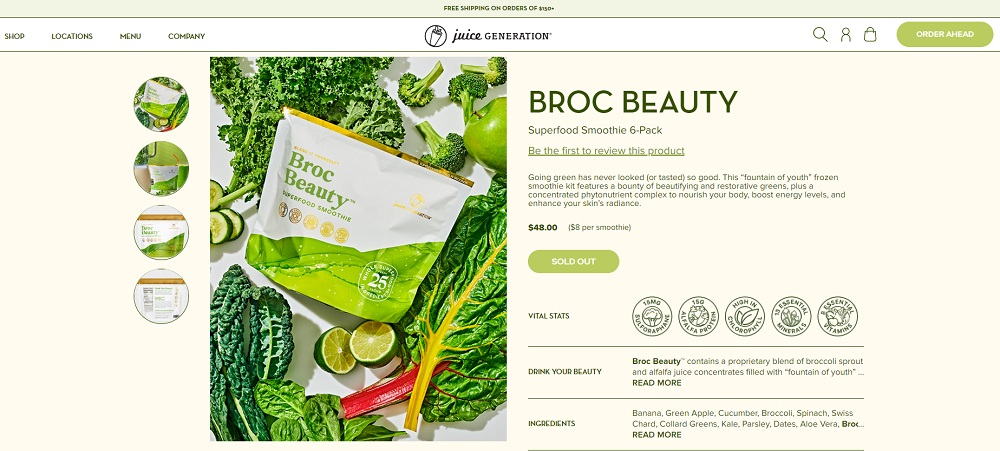 FREE SHIPPING ON ORDERS OF $150+
SHOP
LOCATIONS
MENU
COMPANY
juice GENERATION
ORDER AHEAD
Broc
Beauty™
SUPERFOOD SMOOTHIE
WHOLE SUPER
25
BROC BEAUTY
Superfood Smoothie 6-Pack
Be the first to review this product
Going green has never looked (or tasted) so good. This “fountain of youth” frozen
smoothie kit features a bounty of beautifying and restorative greens, plus a
concentrated phytonutrient complex to nourish your body, boost energy levels, and
enhance your skin's radiance.
$48.00 ($8 per smoothie)
SOLD OUT
VITAL STATS
15MG SULFORAPHANE
15G ALFALFA PROTEIN
HIGH IN CHLOROPHYLL
13 ESSENTIAL MINERALS
8 ESSENTIAL VITAMINS
DRINK YOUR BEAUTY
Broc Beauty™ contains a proprietary blend of broccoli sprout
and alfalfa juice concentrates filled with “fountain of youth” ...
READ MORE
INGREDIENTS
Banana, Green Apple, Cucumber, Broccoli, Spinach, Swiss
Chard, Collard Greens, Kale, Parsley, Dates, Aloe Vera, Broc...
READ MORE